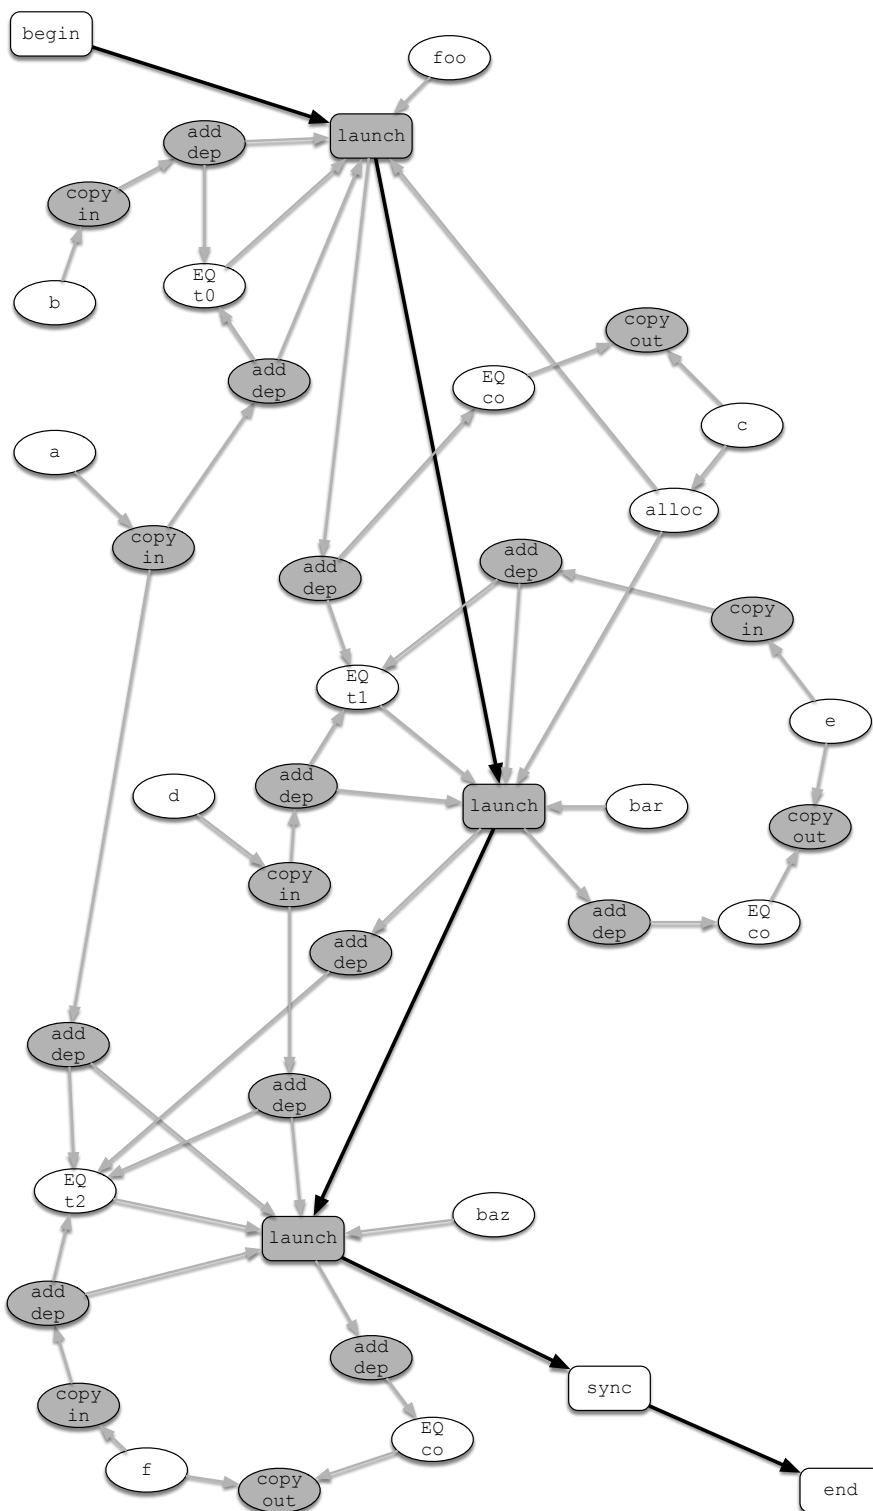 begin
foo
launch
add
dep
copy
in
b
EQ
t0
copy
out
add
dep
EQ
co
c
a
alloc
copy
in
add
dep
add
dep
copy
in
EQ
t1
e
add
dep
d
launch
bar
copy
out
copy
in
add
dep
EQ
co
add
dep
add
dep
add
dep
EQ
t2
baz
launch
add
dep
add
dep
sync
copy
in
EQ
co
f
copy
out
end